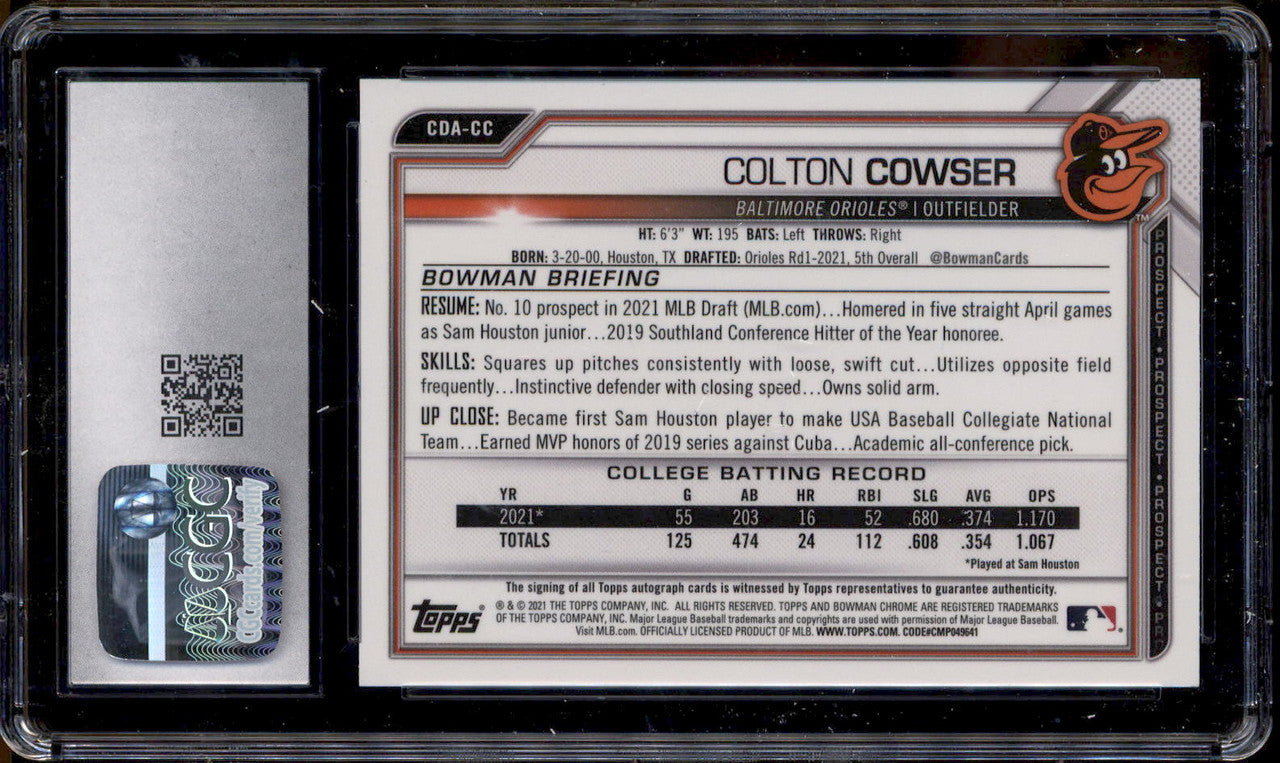 CDA-CC
COLTON COWSER
BALTIMORE ORIOLES® | OUTFIELDER
TM
HT: 6'3" WT: 195 BATS: Left THROWS: Right
BORN: 3-20-00, Houston, TX DRAFTED: Orioles Rd1-2021, 5th Overall @BowmanCards
BOWMAN BRIEFING
RESUME: No. 10 prospect in 2021 MLB Draft (MLB.com)...Homered in five straight April games
as Sam Houston junior...2019 Southland Conference Hitter of the Year honoree.
SKILLS: Squares up pitches consistently with loose, swift cut...Utilizes opposite field
frequently...Instinctive defender with closing speed...Owns solid arm.
UP CLOSE: Became first Sam Houston player to make USA Baseball Collegiate National
Team...Earned MVP honors of 2019 series against Cuba...Academic all-conference pick.
COLLEGE BATTING RECORD
YR G AB HR RBI SLG AVG OPS
2021* 55 203 16 52 .680 .374 1.170
TOTALS 125 474 24 112 .608 .354 1.067
*Played at Sam Houston
The signing of all Topps autograph cards is witnessed by Topps representatives to guarantee authenticity.
® & © 2021 THE TOPPS COMPANY, INC. ALL RIGHTS RESERVED. TOPPS AND BOWMAN CHROME ARE REGISTERED TRADEMARKS
OF THE TOPPS COMPANY, INC. Major League Baseball trademarks and copyrights are used with permission of Major League Baseball.
Visit MLB.com. OFFICIALLY LICENSED PRODUCT OF MLB. WWW.TOPPS.COM. CODE#CMP049641
Topps®
PROSPECT • PROSPECT • PROSPECT • PR
CGC
CGCcards.com/verify